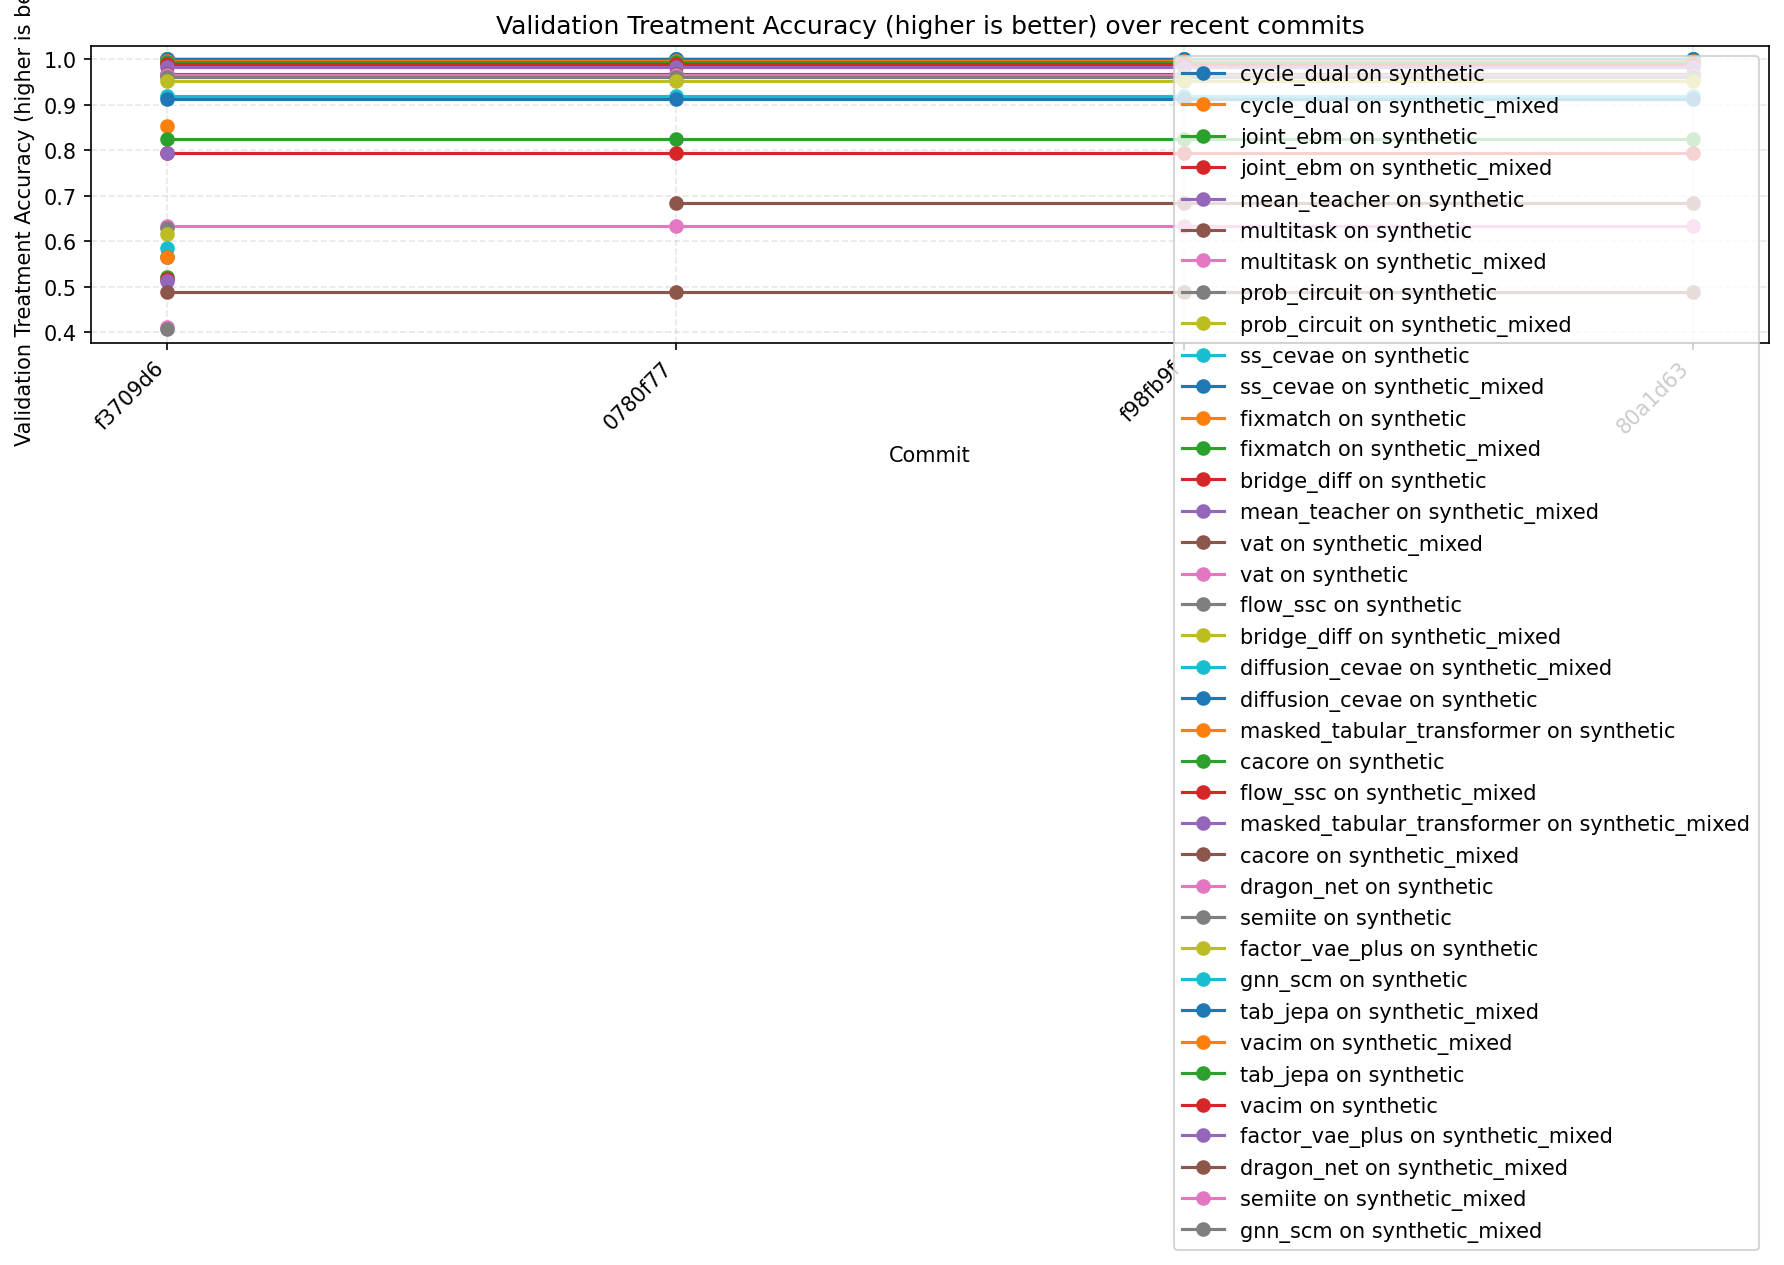 Validation Treatment Accuracy (higher is better) over recent commits
Validation Treatment Accuracy (higher is be
1.0
0.9
0.8
0.7
0.6
0.5
0.4
f3709d6
0780f77
f98fb9f
80a1d63
Commit
cycle_dual on synthetic
cycle_dual on synthetic_mixed
joint_ebm on synthetic
joint_ebm on synthetic_mixed
mean_teacher on synthetic
multitask on synthetic
multitask on synthetic_mixed
prob_circuit on synthetic
prob_circuit on synthetic_mixed
ss_cevae on synthetic
ss_cevae on synthetic_mixed
fixmatch on synthetic
fixmatch on synthetic_mixed
bridge_diff on synthetic
mean_teacher on synthetic_mixed
vat on synthetic_mixed
vat on synthetic
flow_ssc on synthetic
bridge_diff on synthetic_mixed
diffusion_cevae on synthetic_mixed
diffusion_cevae on synthetic
masked_tabular_transformer on synthetic
cacore on synthetic
flow_ssc on synthetic_mixed
masked_tabular_transformer on synthetic_mixed
cacore on synthetic_mixed
dragon_net on synthetic
semiite on synthetic
factor_vae_plus on synthetic
gnn_scm on synthetic
tab_jepa on synthetic_mixed
vacim on synthetic_mixed
tab_jepa on synthetic
vacim on synthetic
factor_vae_plus on synthetic_mixed
dragon_net on synthetic_mixed
semiite on synthetic_mixed
gnn_scm on synthetic_mixed